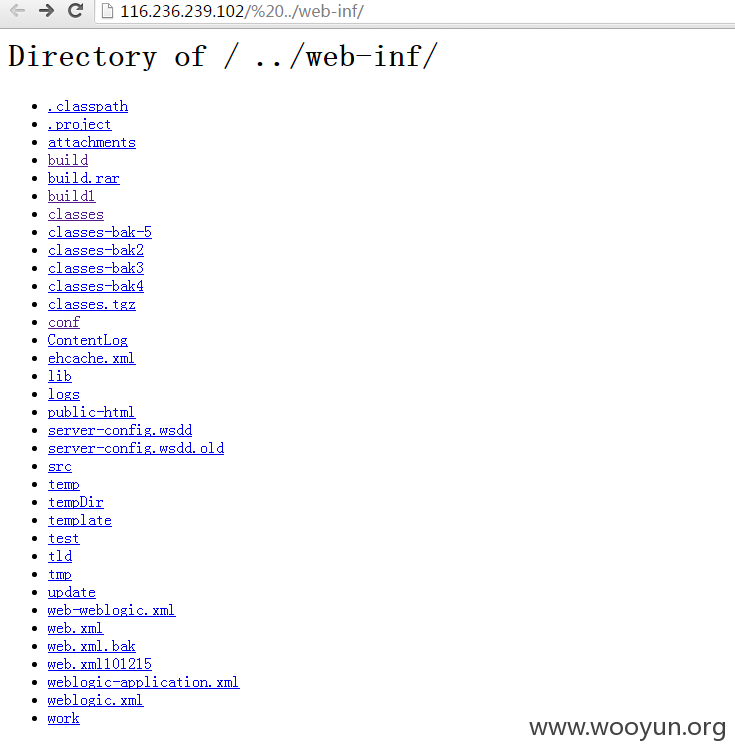 116.236.239.102/%20../web-inf/
Directory of / ../web-inf/
.classpath
.project
attachments
build
build.rar
build1
classes
classes-bak-5
classes-bak2
classes-bak3
classes-bak4
classes.tgz
conf
ContentLog
ehcache.xml
lib
logs
public-html
server-config.wsdd
server-config.wsdd.old
src
temp
tempDir
template
test
tld
tmp
update
web-weblogic.xml
web.xml
web.xml.bak
web.xml101215
weblogic-application.xml
weblogic.xml
work
www.wooyun.org